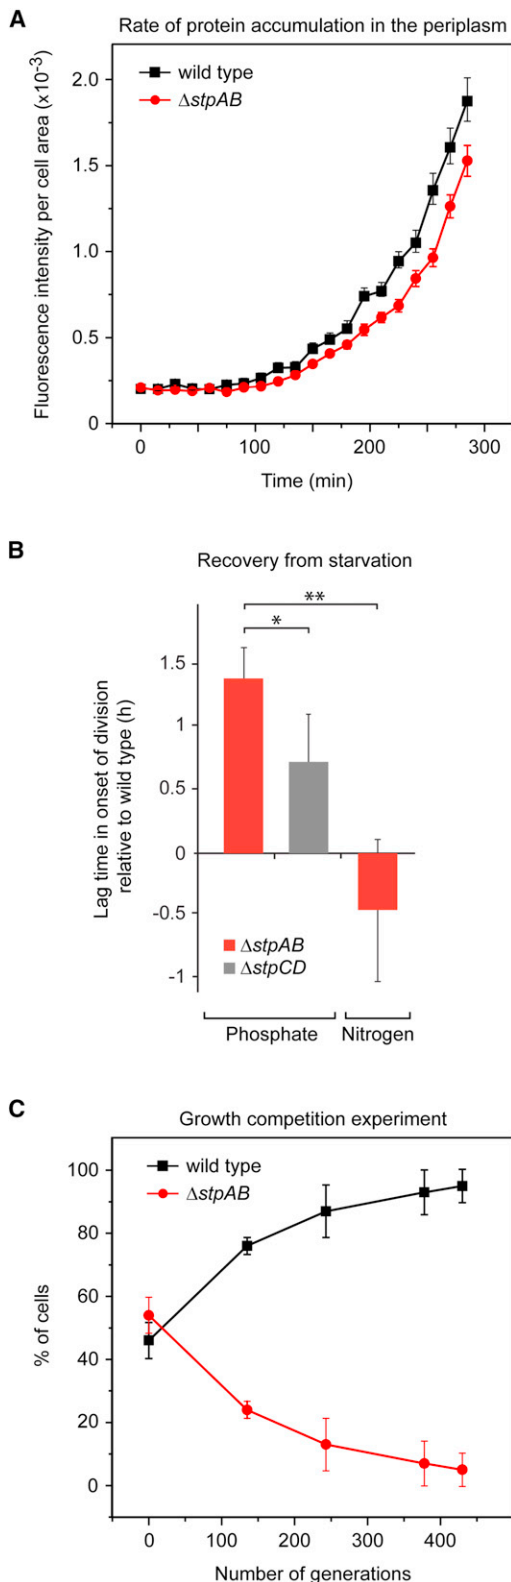 A
Rate of protein accumulation in the periplasm
wild type
ΔstpAB
2.0
1.5
1.0
0.5
0
Fluorescence intensity per cell area (x10⁻³)
0
100
200
300
Time (min)
B
Recovery from starvation
**
*
1.5
1
0.5
0
-0.5
-1
Lag time in onset of division
relative to wild type (h)
ΔstpAB
ΔstpCD
Phosphate
Nitrogen
C
Growth competition experiment
wild type
ΔstpAB
100
80
60
40
20
0
% of cells
0
100
200
300
400
Number of generations